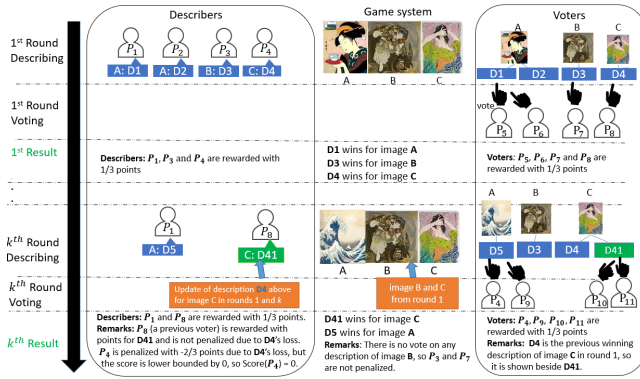 Describers
Game system
Voters
1st Round
Describing
P1
P2
P3
P4
A: D1
A: D2
B: D3
C: D4
A
B
C
A
B
C
D1
D2
D3
D4
1st Round
Voting
vote
P5
P6
P7
P8
1st Result
Describers: P1, P3 and P4 are rewarded with
1/3 points
D1 wins for image A
D3 wins for image B
D4 wins for image C
Voters: P5, P6, P7 and P8 are
rewarded with 1/3 points
.
.
.
kth Round
Describing
P1
P8
A: D5
C: D41
A
B
C
A
B
C
D5
D3
D4
D41
kth Round
Voting
Update of description D4 above
for image C in rounds 1 and k
image B and C
from round 1
P4
P9
P10
P11
kth Result
Describers: P1 and P8 are rewarded with 1/3 points.
Remarks: P8 (a previous voter) is rewarded with
points for D41 and is not penalized due to D4's loss.
P4 is penalized with -2/3 points due to D4's loss, but
the score is lower bounded by 0, so Score(P4) = 0.
D41 wins for image C
D5 wins for image A
Remarks: There is no vote on any
description of image B, so P3 and P7
are not penalized.
Voters: P4, P9, P10, P11 are
rewarded with 1/3 points
Remarks: D4 is the previous winning
description of image C in round 1, so
it is shown beside D41.